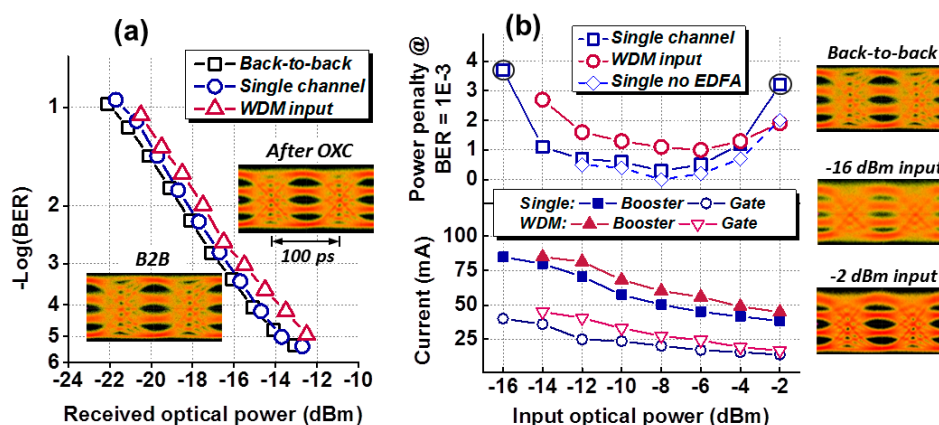 (a)
Back-to-back
Single channel
WDM input
After OXC
100 ps
B2B
-Log(BER)
1
2
3
4
5
6
-24 -22 -20 -18 -16 -14 -12 -10
Received optical power (dBm)
(b)
Single channel
WDM input
Single no EDFA
Power penalty @
BER = 1E-3
4
3
2
1
0
Single: Booster Gate
WDM: Booster Gate
Current (mA)
100
75
50
25
-16 -14 -12 -10 -8 -6 -4 -2
Input optical power (dBm)
Back-to-back
-16 dBm input
-2 dBm input